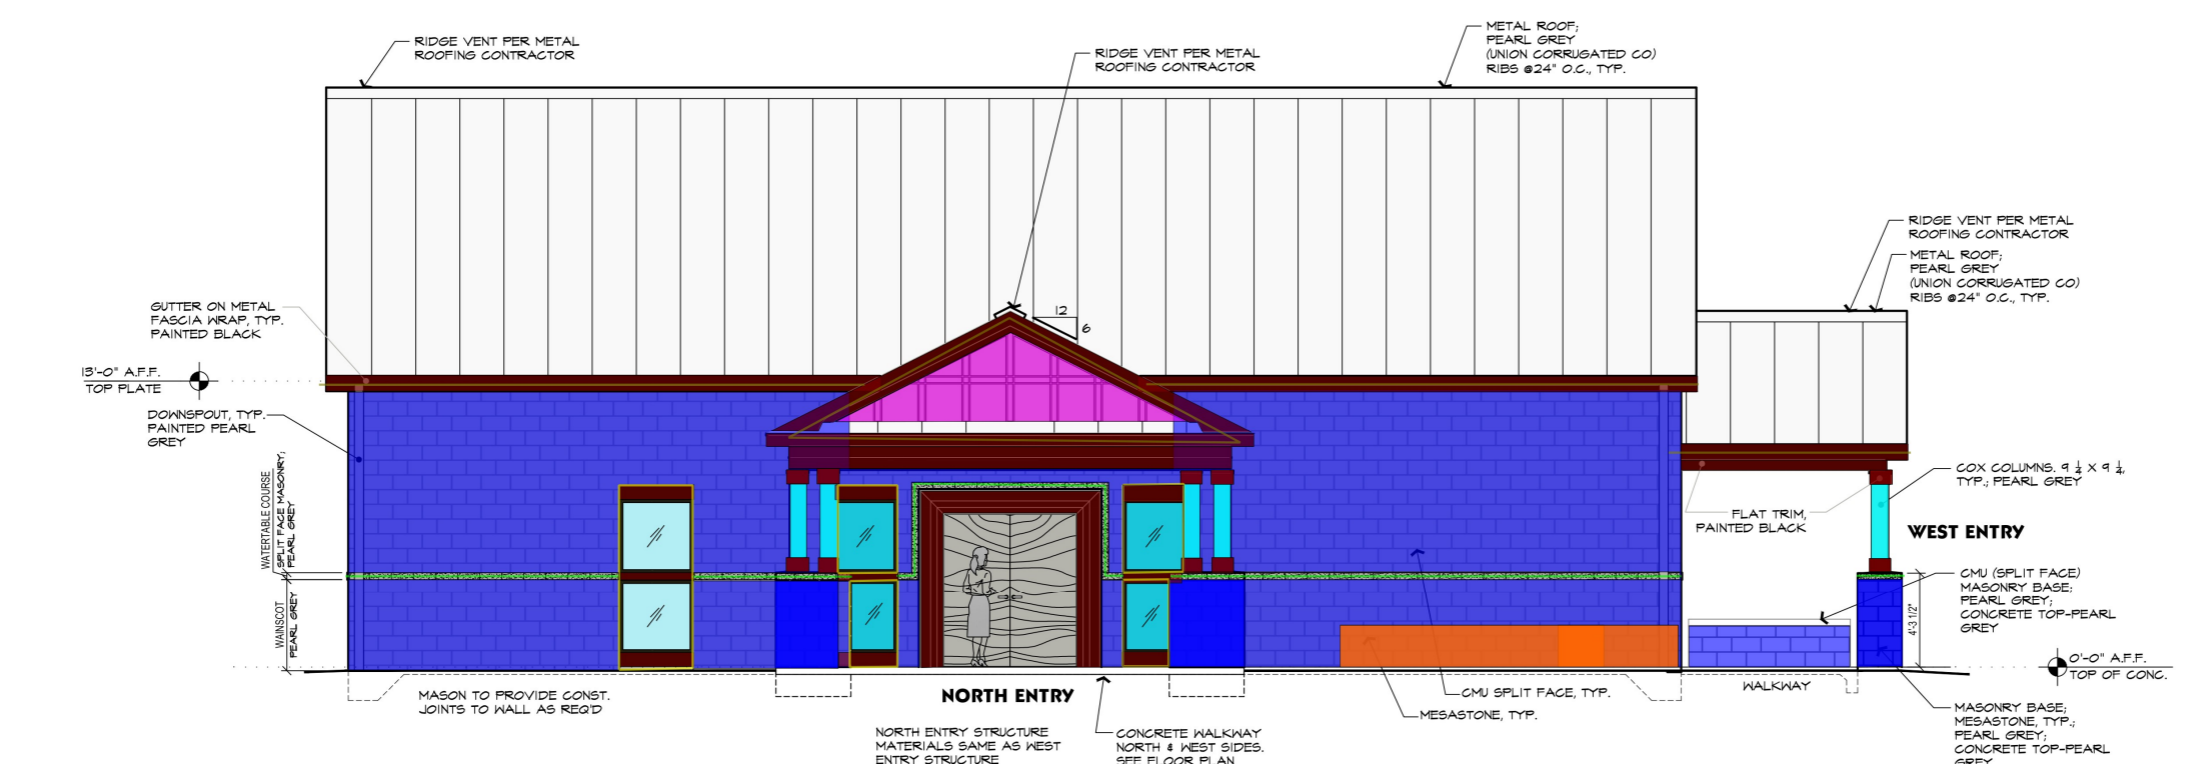 RIDGE VENT PER METAL
ROOFING CONTRACTOR
RIDGE VENT PER METAL
ROOFING CONTRACTOR
METAL ROOF;
PEARL GREY
(UNION CORRUGATED CO)
RIBS @24" O.C., TYP.
RIDGE VENT PER METAL
ROOFING CONTRACTOR
METAL ROOF;
PEARL GREY
(UNION CORRUGATED CO)
RIBS @24" O.C., TYP.
GUTTER ON METAL
FASCIA WRAP, TYP.
PAINTED BLACK
12
6
13'-0" A.F.F.
TOP PLATE
DOWNSPOUT, TYP.
PAINTED PEARL
GREY
WATERTABLE COURSE
SPLIT FACE MASONRY;
PEARL GREY
WAINSCOT
PEARL GREY
COX COLUMNS. 9 1/4 X 9 1/4,
TYP.; PEARL GREY
FLAT TRIM,
PAINTED BLACK
WEST ENTRY
CMU (SPLIT FACE)
MASONRY BASE;
PEARL GREY;
CONCRETE TOP-PEARL
GREY
4'-3 1/2"
0'-0" A.F.F.
TOP OF CONC.
WALKWAY
MASON TO PROVIDE CONST.
JOINTS TO WALL AS REQ'D
NORTH ENTRY
CMU SPLIT FACE, TYP.
MESASTONE, TYP.
NORTH ENTRY STRUCTURE
MATERIALS SAME AS WEST
ENTRY STRUCTURE
CONCRETE WALKWAY
NORTH & WEST SIDES.
SEE FLOOR PLAN
MASONRY BASE;
MESASTONE, TYP.;
PEARL GREY;
CONCRETE TOP-PEARL
GREY